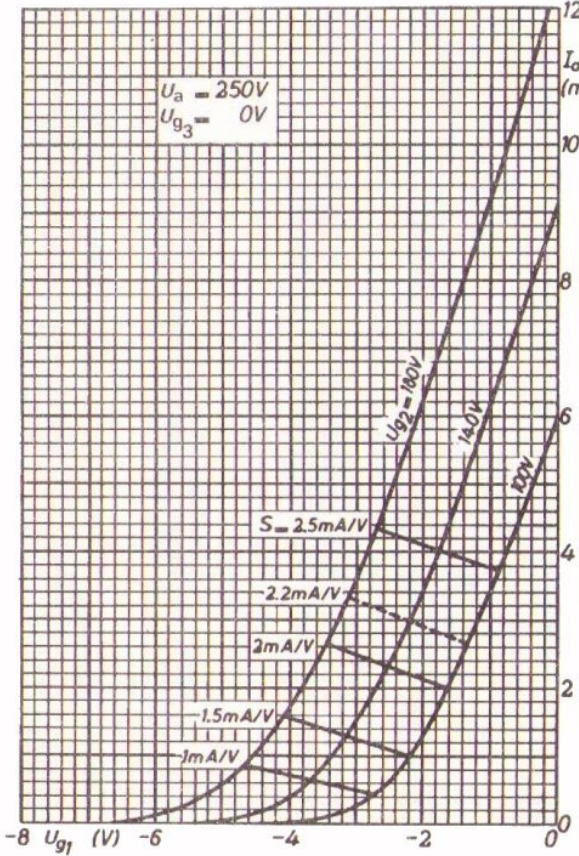 12
Ia
(m
Ua = 250V
Ug3 = 0V
10
8
Ug2=180V
140V
6
100V
S=2.5mA/V
4
2.2mA/V
2mA/V
2
1.5mA/V
1mA/V
0
-8 Ug1 (V) -6 -4 -2 0